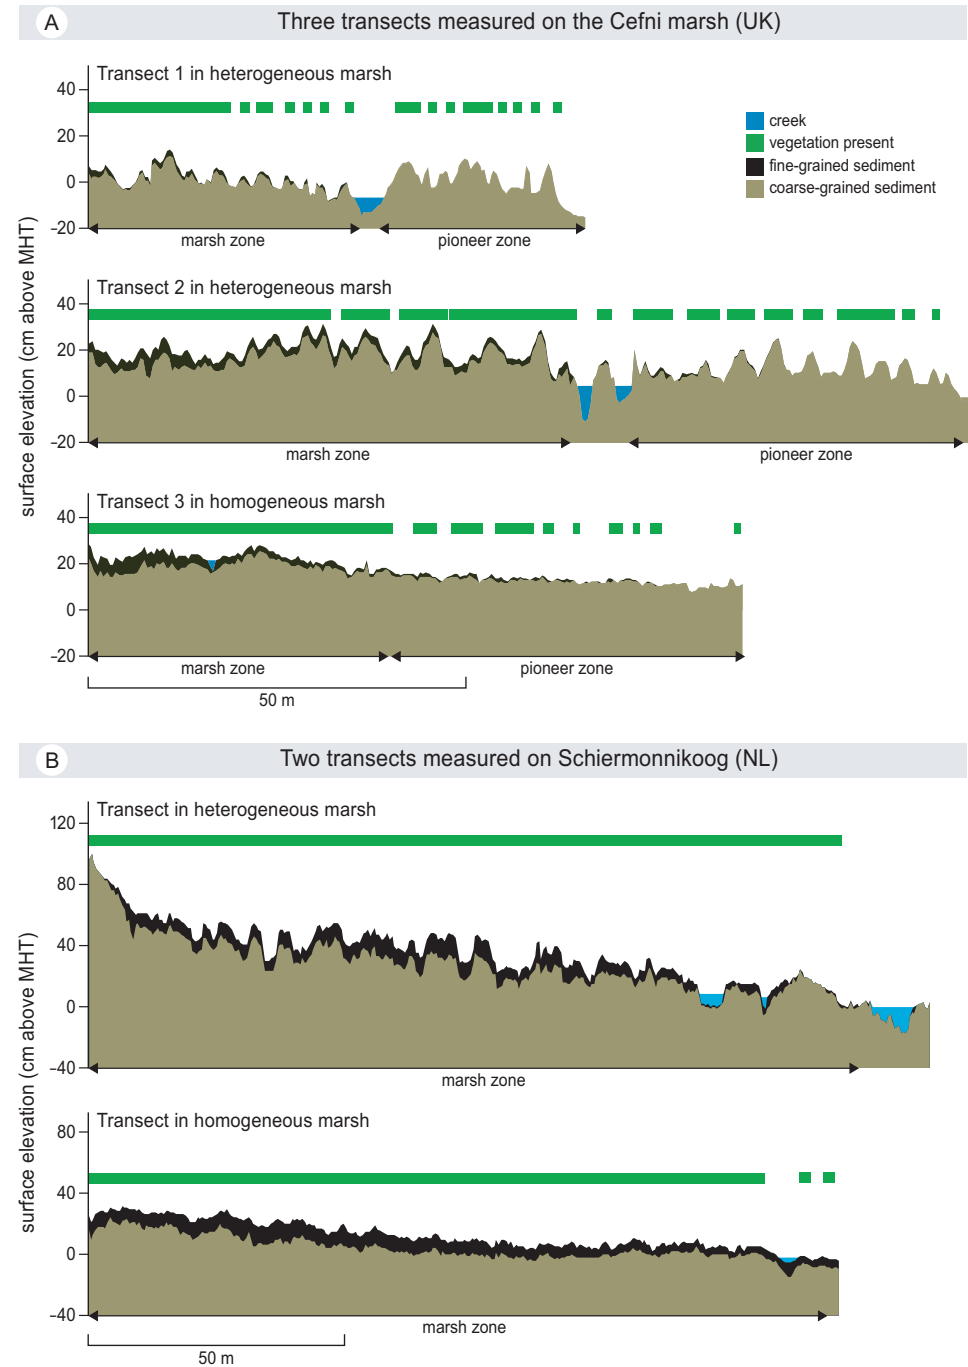 A
Three transects measured on the Cefni marsh (UK)
Transect 1 in heterogeneous marsh
40
20
0
-20
creek
vegetation present
fine-grained sediment
coarse-grained sediment
marsh zone
pioneer zone
surface elevation (cm above MHT)
Transect 2 in heterogeneous marsh
40
20
0
-20
marsh zone
pioneer zone
Transect 3 in homogeneous marsh
40
20
0
-20
marsh zone
pioneer zone
50 m
B
Two transects measured on Schiermonnikoog (NL)
Transect in heterogeneous marsh
120
80
40
0
-40
marsh zone
surface elevation (cm above MHT)
Transect in homogeneous marsh
80
40
0
-40
marsh zone
50 m